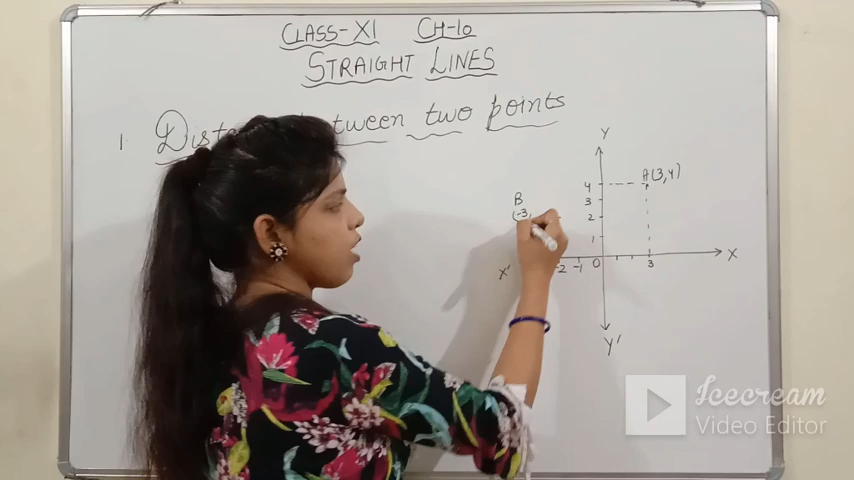 CLASS-XI CH-10
STRAIGHT LINES
1. two points
Y
4
A(3,4)
3
B
(-3,
2
1
X'
-2 -1 0 3 X
Y'
Icecream
Video Editor